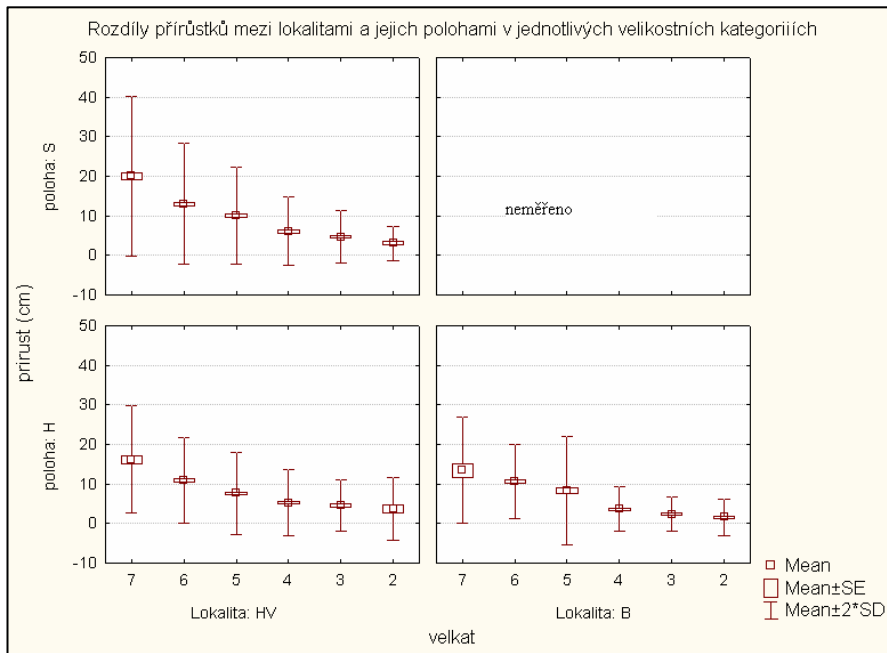 Rozdíly přírůstků mezi lokalitami a jejich polohami v jednotlivých velikostních kategoriiích
50
40
30
20
10
0
-10
poloha: S
neměřeno
prirust (cm)
50
40
30
20
10
0
-10
poloha: H
7 6 5 4 3 2
7 6 5 4 3 2
Lokalita: HV
Lokalita: B
velkat
Mean
Mean±SE
Mean±2*SD